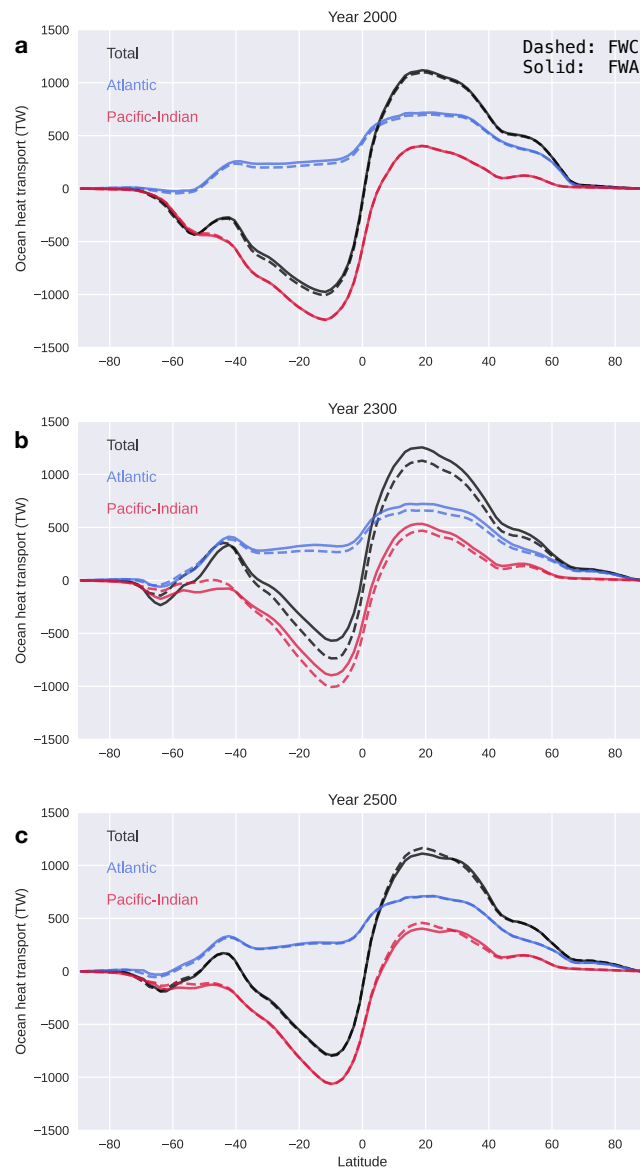 Year 2000
a
Total
Atlantic
Pacific-Indian
Dashed: FWC
Solid: FWA
Ocean heat transport (TW)
1500
1000
500
0
−500
−1000
−1500
−80 −60 −40 −20 0 20 40 60 80
Year 2300
b
Total
Atlantic
Pacific-Indian
Ocean heat transport (TW)
1500
1000
500
0
−500
−1000
−1500
−80 −60 −40 −20 0 20 40 60 80
Year 2500
c
Total
Atlantic
Pacific-Indian
Ocean heat transport (TW)
1500
1000
500
0
−500
−1000
−1500
−80 −60 −40 −20 0 20 40 60 80
Latitude